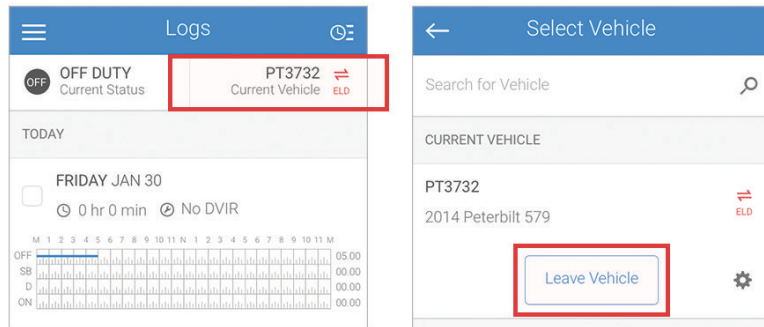 Logs
OFF OFF DUTY
Current Status
PT3732
Current Vehicle ELD
TODAY
FRIDAY JAN 30
0 hr 0 min No DVIR
M 1 2 3 4 5 6 7 8 9 10 11 N 1 2 3 4 5 6 7 8 9 10 11 M
OFF 05.00
SB 00.00
D 00.00
ON 00.00
Select Vehicle
Search for Vehicle
CURRENT VEHICLE
PT3732
2014 Peterbilt 579
ELD
Leave Vehicle